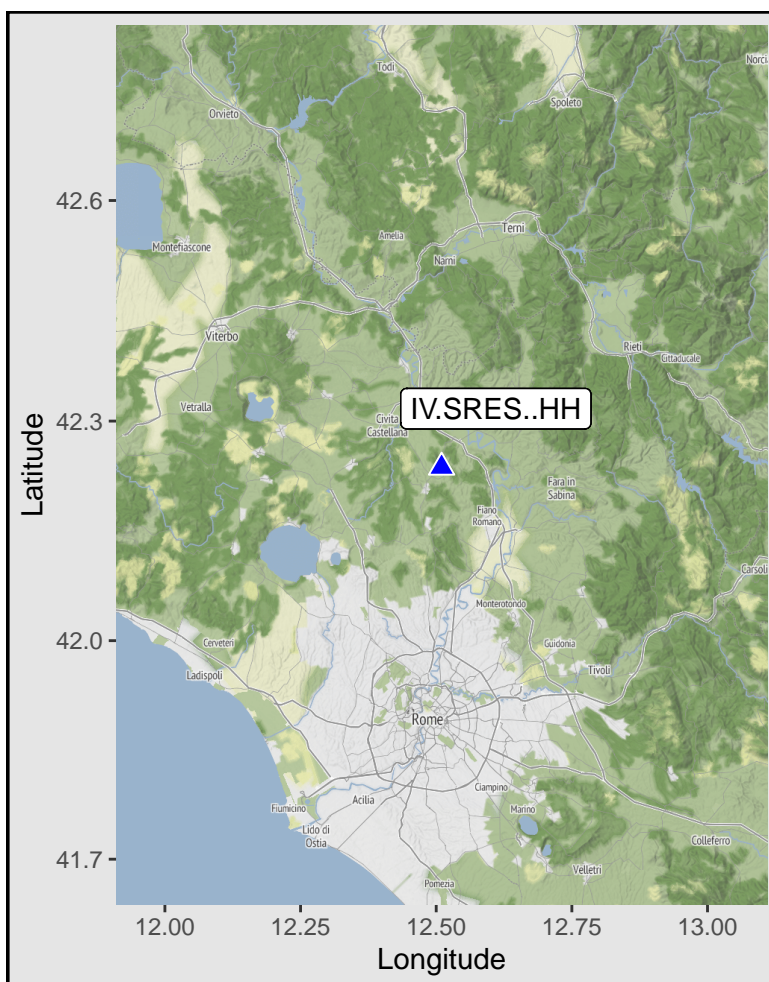 Todi
Norcia
Spoleto
Orvieto
Amelia
Terni
Montefiascone
Narni
42.6
Viterbo
Rieti
Cittaducale
Vetralla
IV.SRES..HH
42.3
Civita
Castellana
Latitude
Fara in
Sabina
Fiano
Romano
Carsoli
Monterotondo
42.0
Cerveteri
Guidonia
Ladispoli
Tivoli
Rome
Ciampino
Fiumicino
Acilia
Marino
Lido di
Ostia
Colleferro
41.7
Velletri
Pomezia
12.00
12.25
12.50
12.75
13.00
Longitude